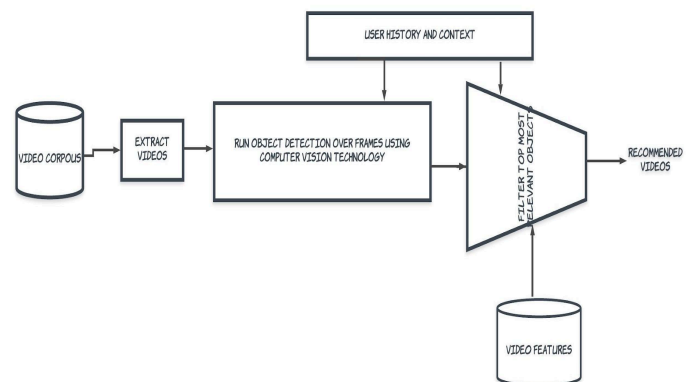 USER HISTORY AND CONTEXT
VIDEO CORPOUS
EXTRACT
VIDEOS
RUN OBJECT DETECTION OVER FRAMES USING
COMPUTER VISION TECHNOLOGY
FILTER TOP MOST
RELEVANT OBJECTS
RECOMMENDED
VIDEOS
VIDEO FEATURES